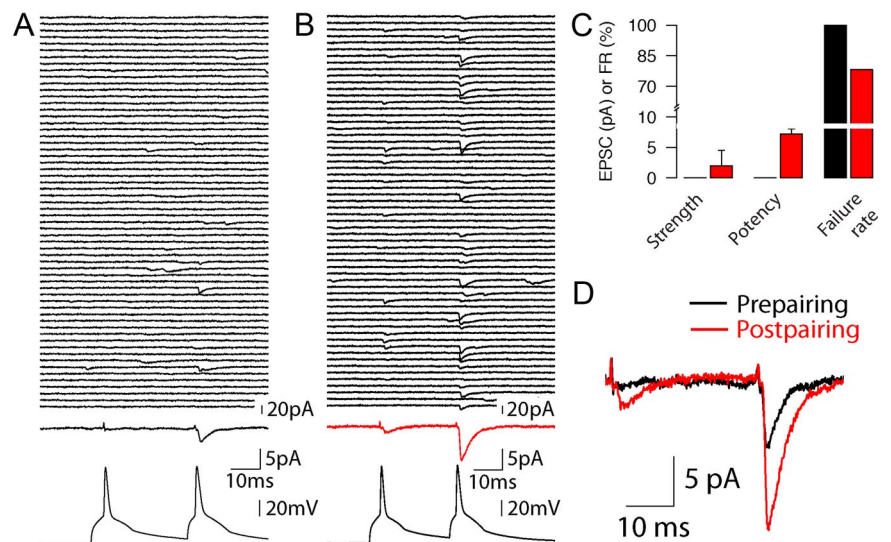 A
20pA
5pA
10ms
20mV
B
20pA
5pA
10ms
20mV
C
EPSC (pA) or FR (%)
100
85
70
10
5
0
Strength
Potency
Failure
rate
D
Prepairing
Postpairing
5 pA
10 ms